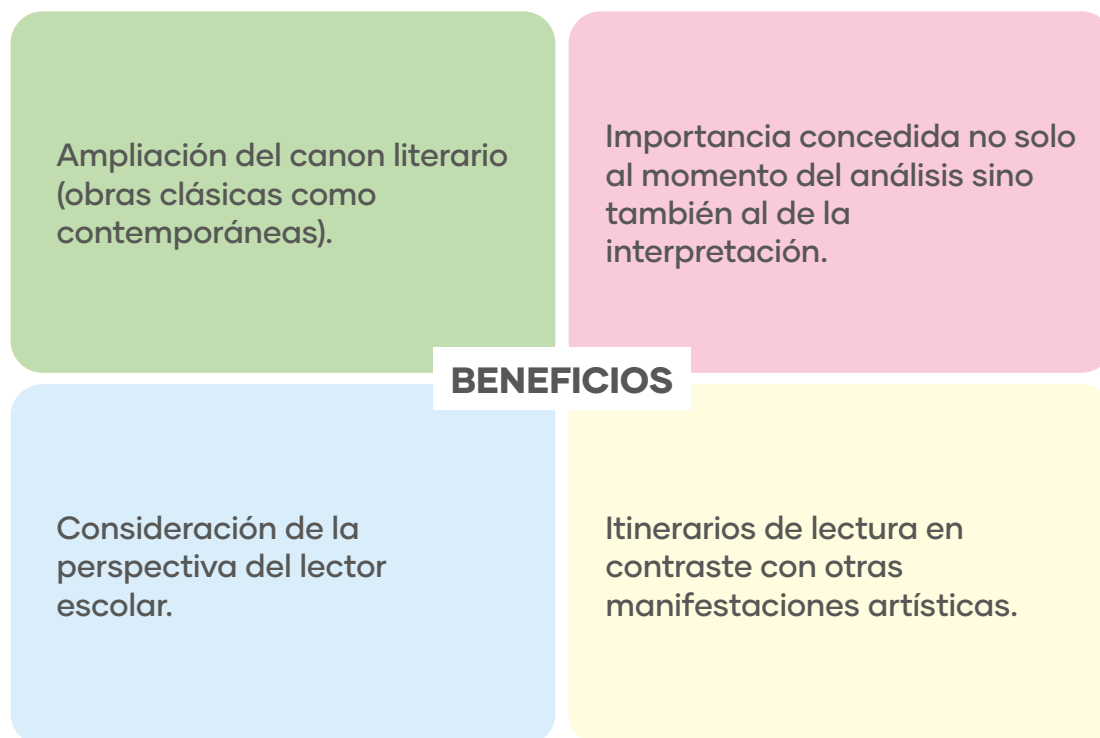 Ampliación del canon literario
(obras clásicas como
contemporáneas).
Importancia concedida no solo
al momento del análisis sino
también al de la
interpretación.
BENEFICIOS
Consideración de la
perspectiva del lector
escolar.
Itinerarios de lectura en
contraste con otras
manifestaciones artísticas.